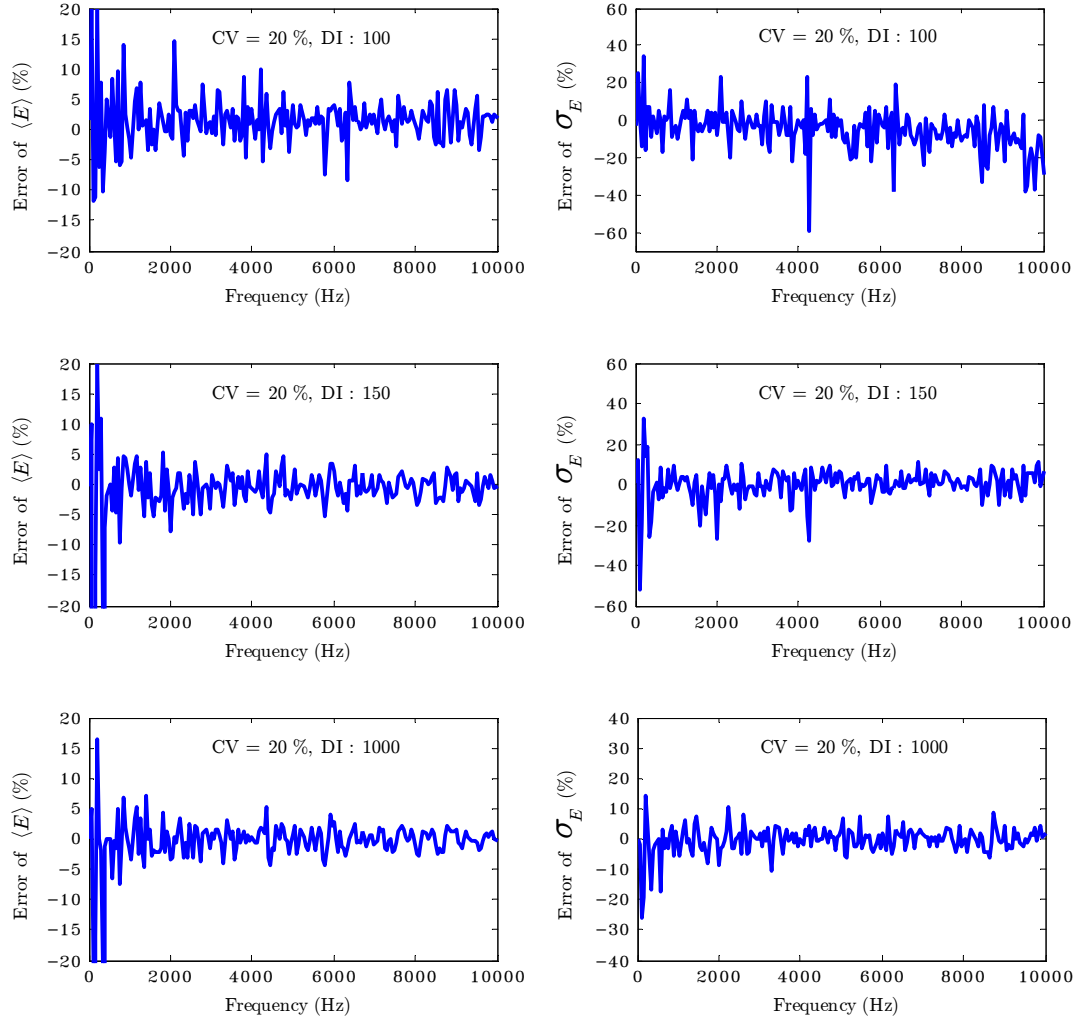 20
15
10
5
0
−5
−10
−15
−20
Error of ⟨E⟩ (%)
CV = 20 %, DI : 100
0 2000 4000 6000 8000 10000
Frequency (Hz)
60
40
20
0
−20
−40
−60
Error of σ_E (%)
CV = 20 %, DI : 100
0 2000 4000 6000 8000 10000
Frequency (Hz)
20
15
10
5
0
−5
−10
−15
−20
Error of ⟨E⟩ (%)
CV = 20 %, DI : 150
0 2000 4000 6000 8000 10000
Frequency (Hz)
60
40
20
0
−20
−40
−60
Error of σ_E (%)
CV = 20 %, DI : 150
0 2000 4000 6000 8000 10000
Frequency (Hz)
20
15
10
5
0
−5
−10
−15
−20
Error of ⟨E⟩ (%)
CV = 20 %, DI : 1000
0 2000 4000 6000 8000 10000
Frequency (Hz)
40
30
20
10
0
−10
−20
−30
−40
Error of σ_E (%)
CV = 20 %, DI : 1000
0 2000 4000 6000 8000 10000
Frequency (Hz)